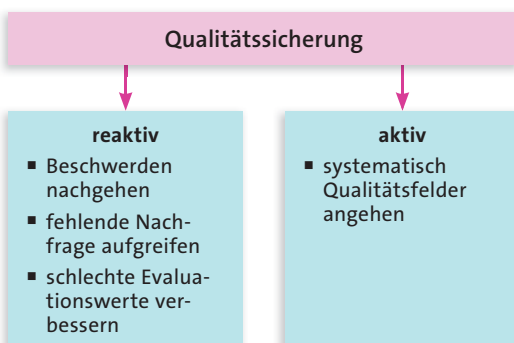 Qualitätssicherung
reaktiv
▪ Beschwerden
nachgehen
▪ fehlende Nach-
frage aufgreifen
▪ schlechte Evalua-
tionswerte ver-
bessern
aktiv
▪ systematisch
Qualitätsfelder
angehen